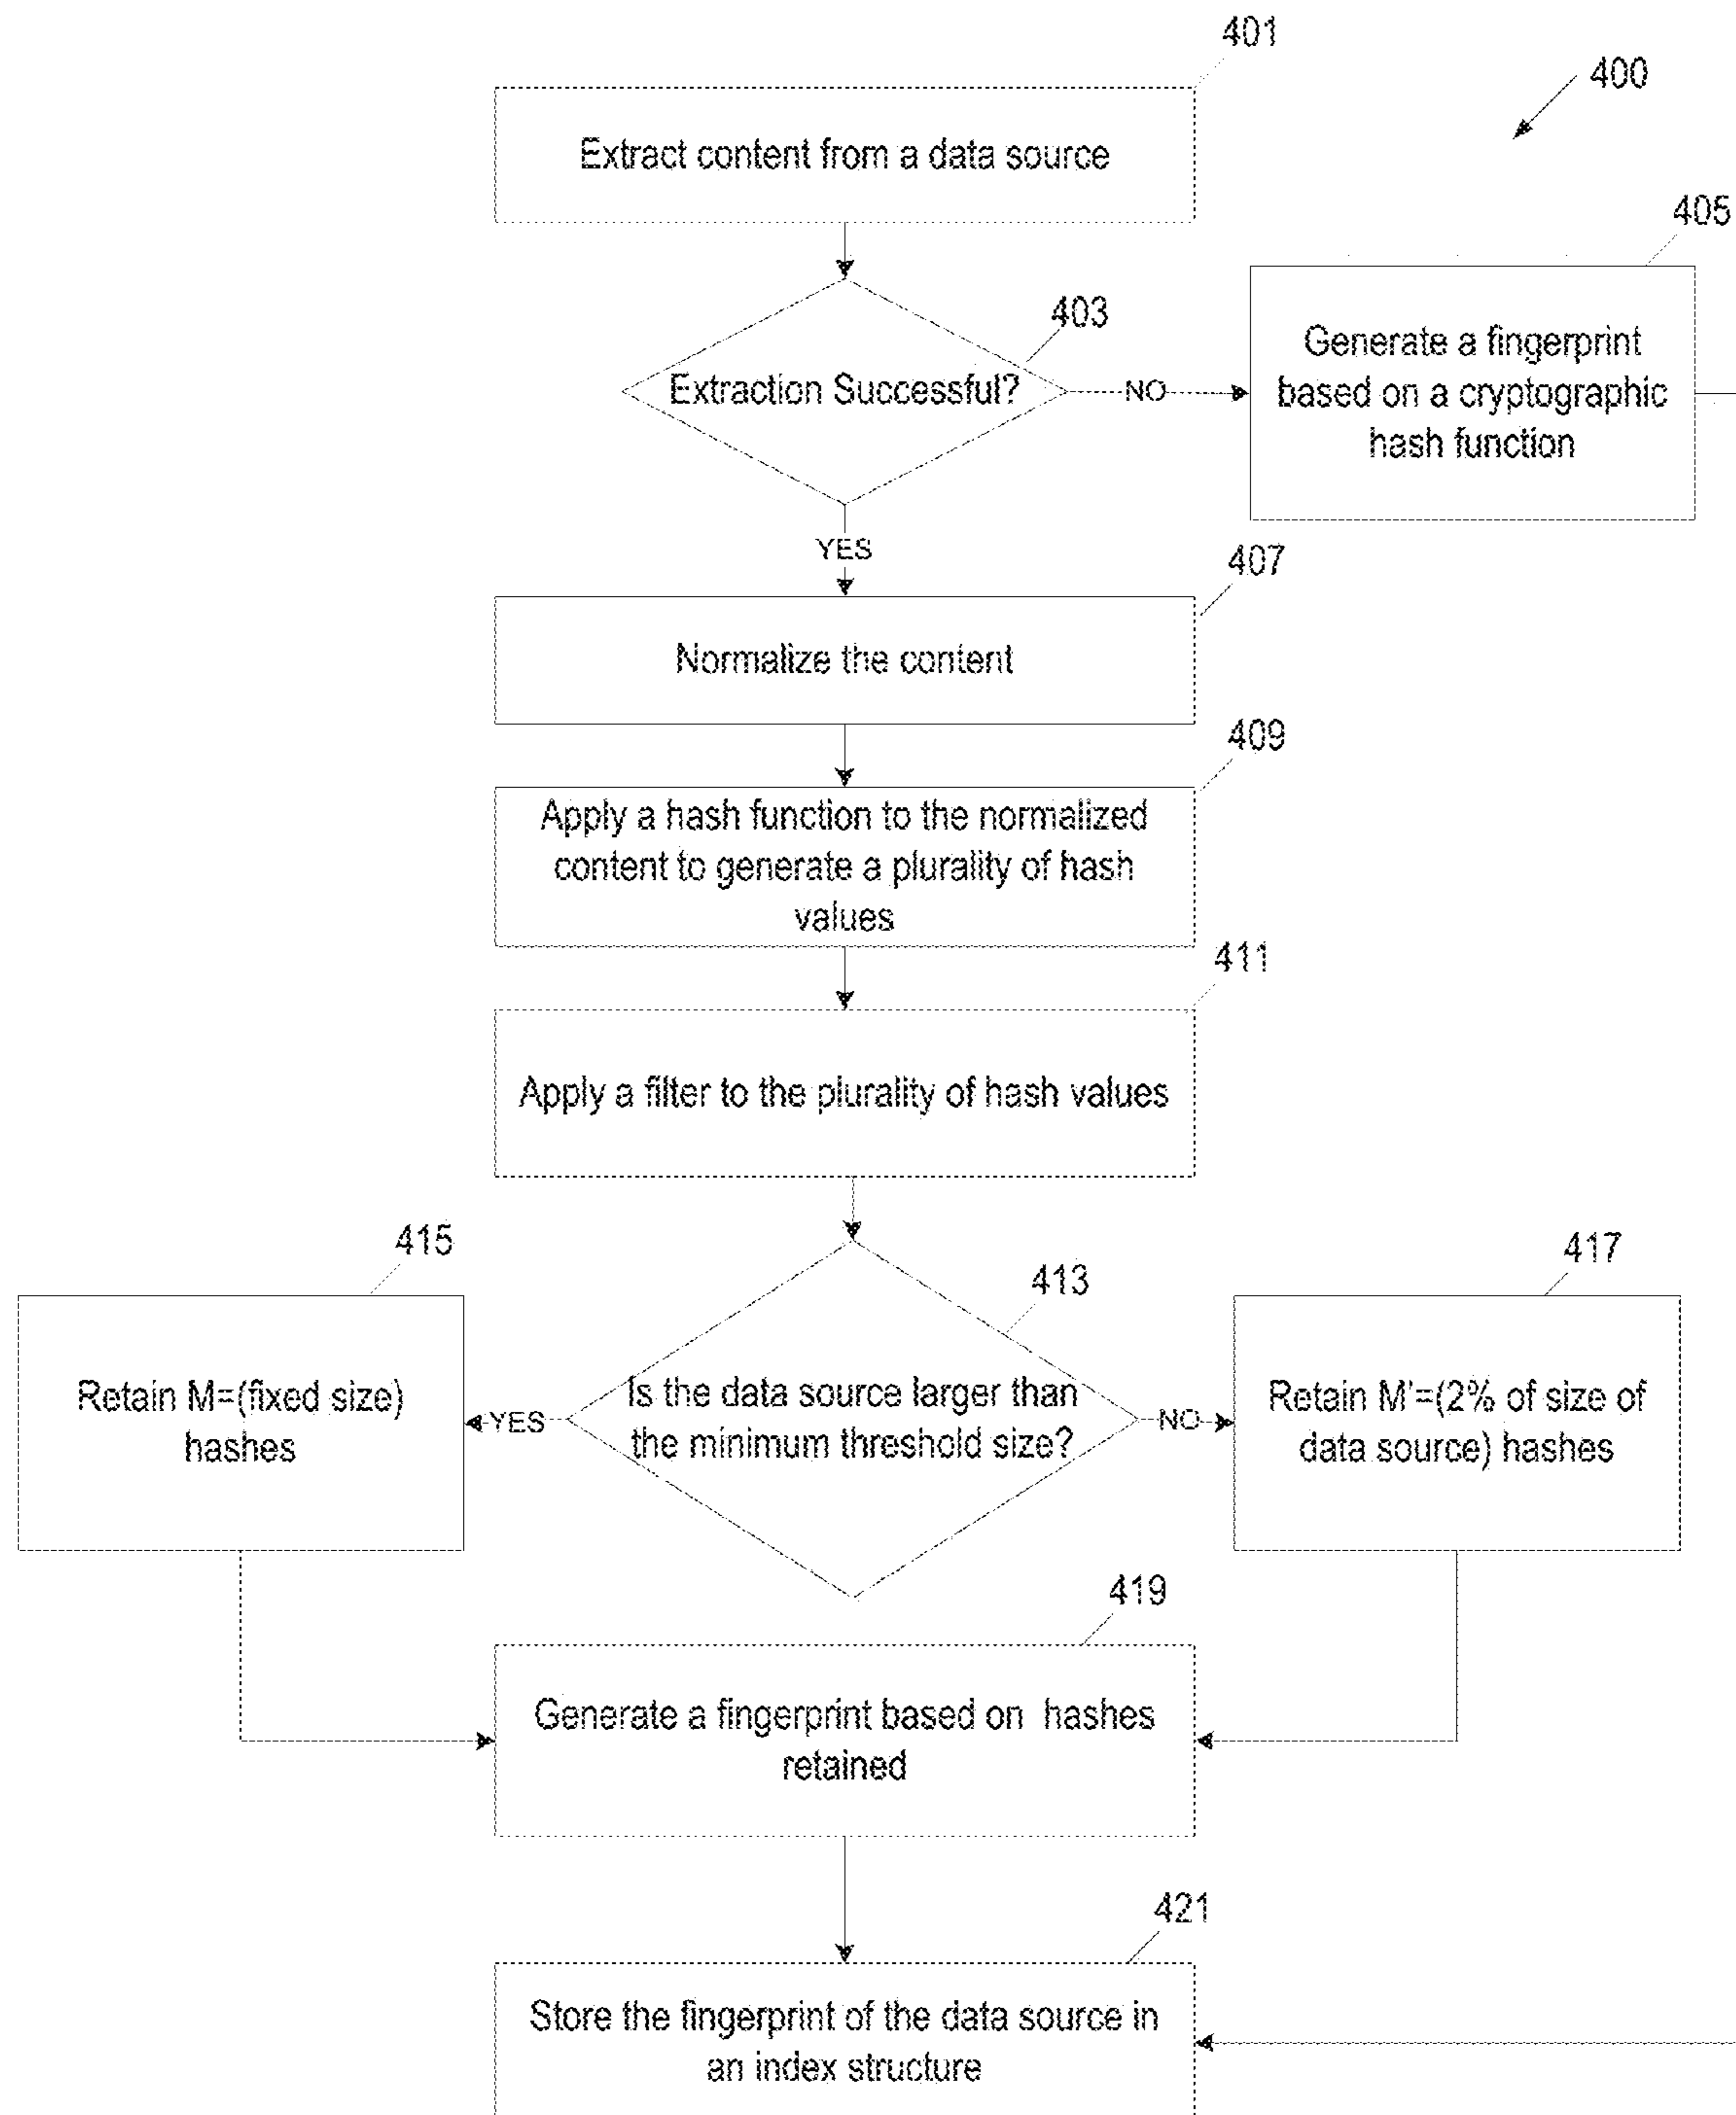 401
400
Extract content from a data source
405
403
Generate a fingerprint
based on a cryptographic
hash function
Extraction Successful?
NO
YES
407
Normalize the content
409
Apply a hash function to the normalized
content to generate a plurality of hash
values
411
Apply a filter to the plurality of hash values
415
413
417
Retain M=(fixed size)
hashes
YES
Is the data source larger than
the minimum threshold size?
NO
Retain M'=(2% of size of
data source) hashes
419
Generate a fingerprint based on hashes
retained
421
Store the fingerprint of the data source in
an index structure